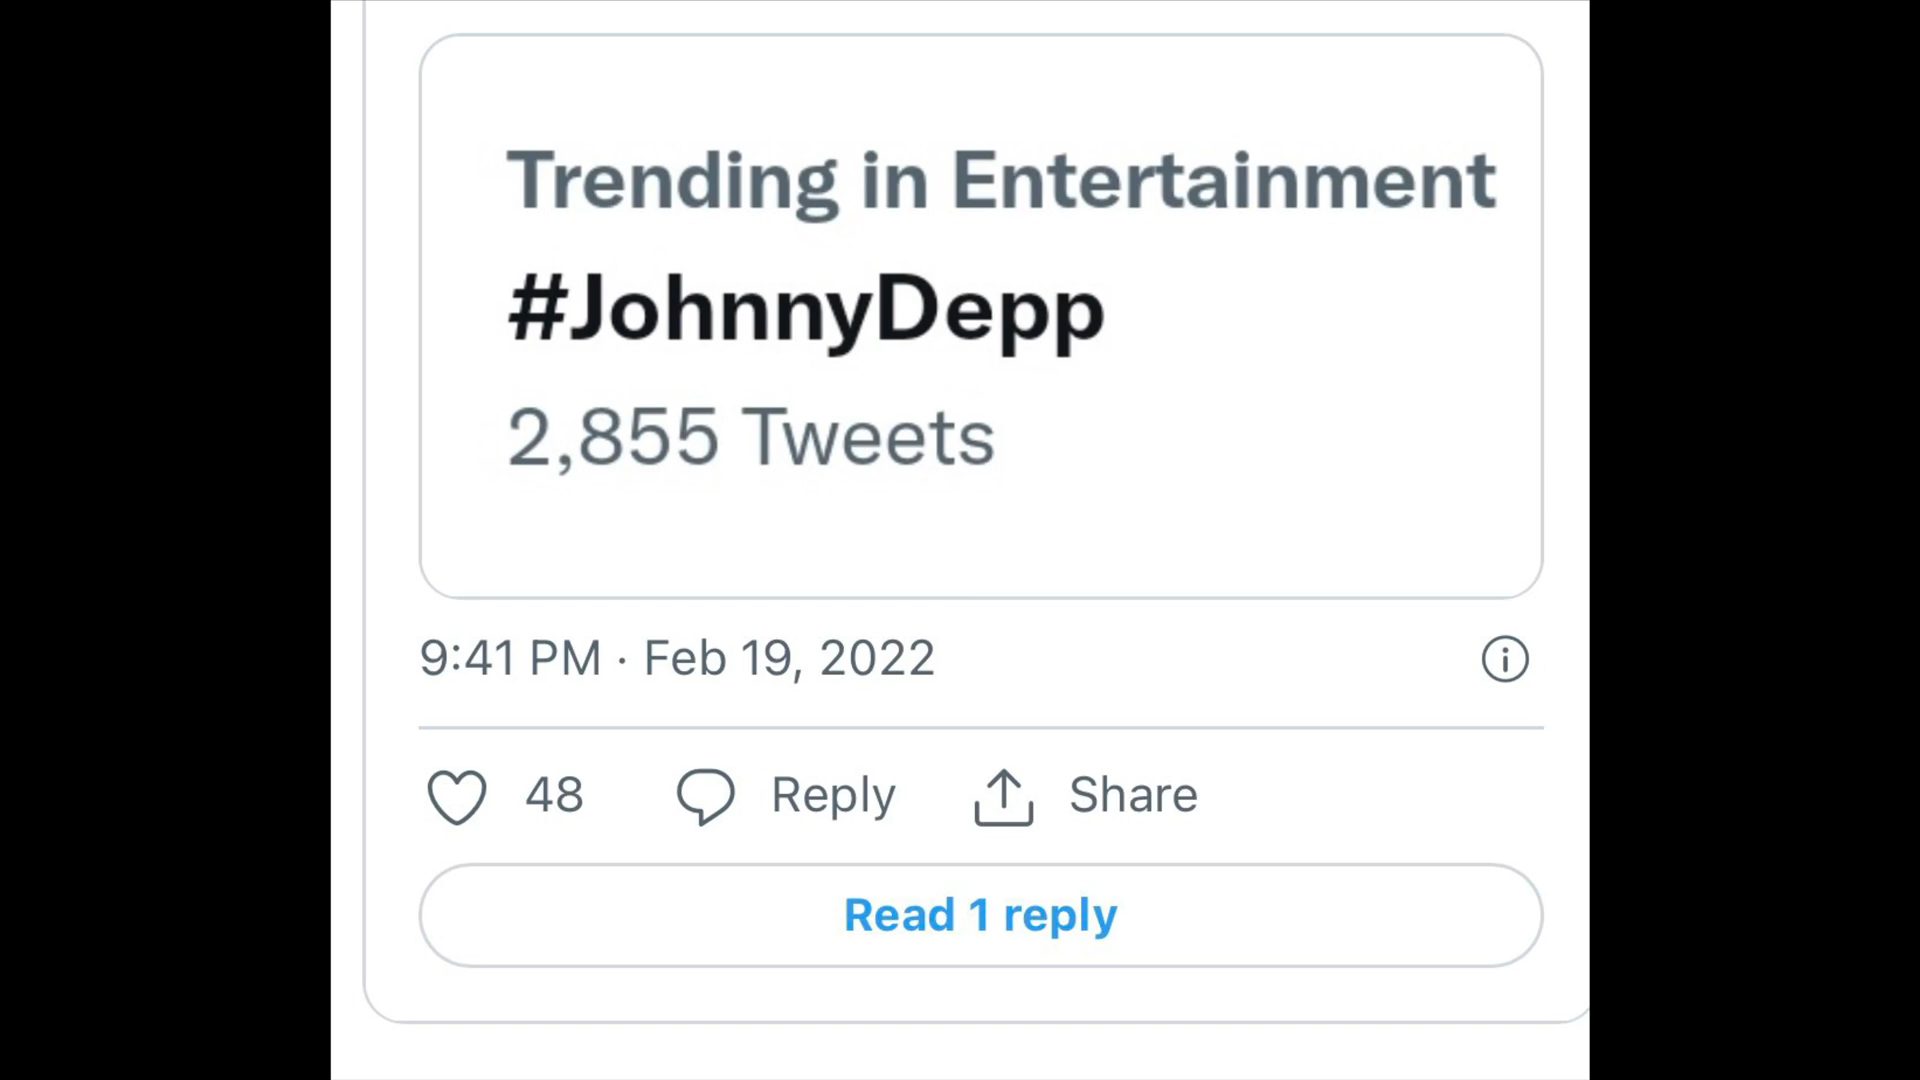 Trending in Entertainment
#JohnnyDepp
2,855 Tweets
9:41 PM · Feb 19, 2022
48 Reply Share
Read 1 reply